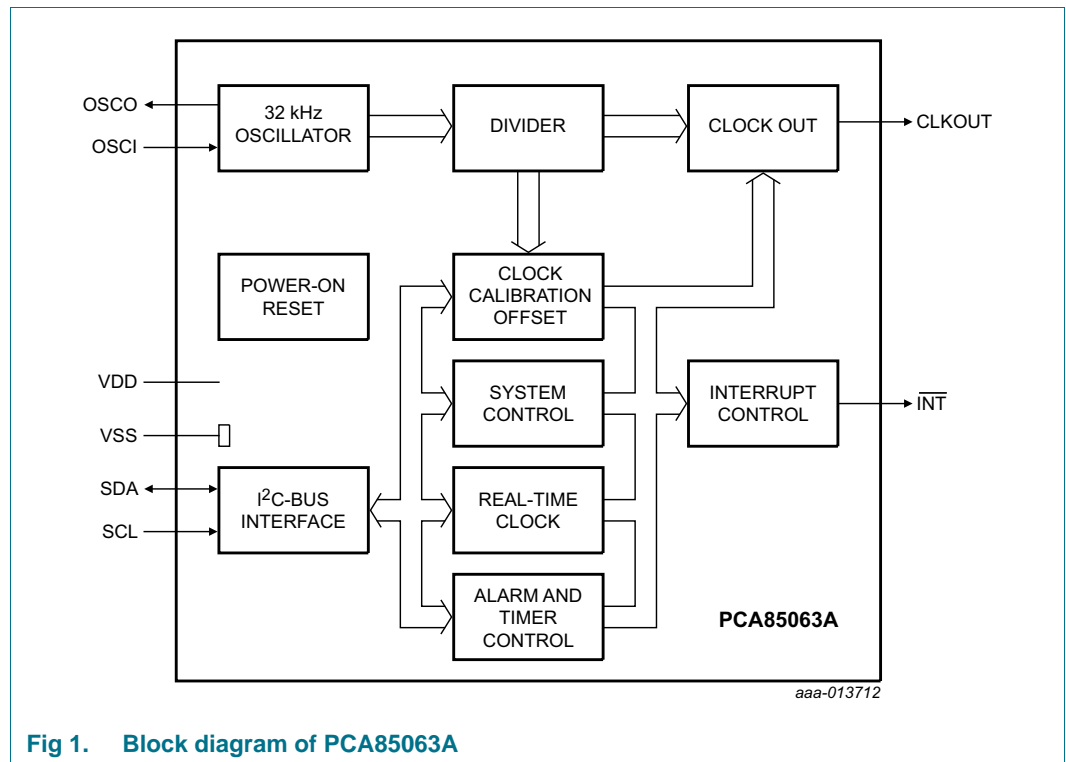 OSCO
OSCI
32 kHz
OSCILLATOR
DIVIDER
CLOCK OUT
CLKOUT
POWER-ON
RESET
CLOCK
CALIBRATION
OFFSET
VDD
VSS
SYSTEM
CONTROL
INTERRUPT
CONTROL
INT
SDA
SCL
I²C-BUS
INTERFACE
REAL-TIME
CLOCK
ALARM AND
TIMER
CONTROL
PCA85063A
aaa-013712
Fig 1. Block diagram of PCA85063A